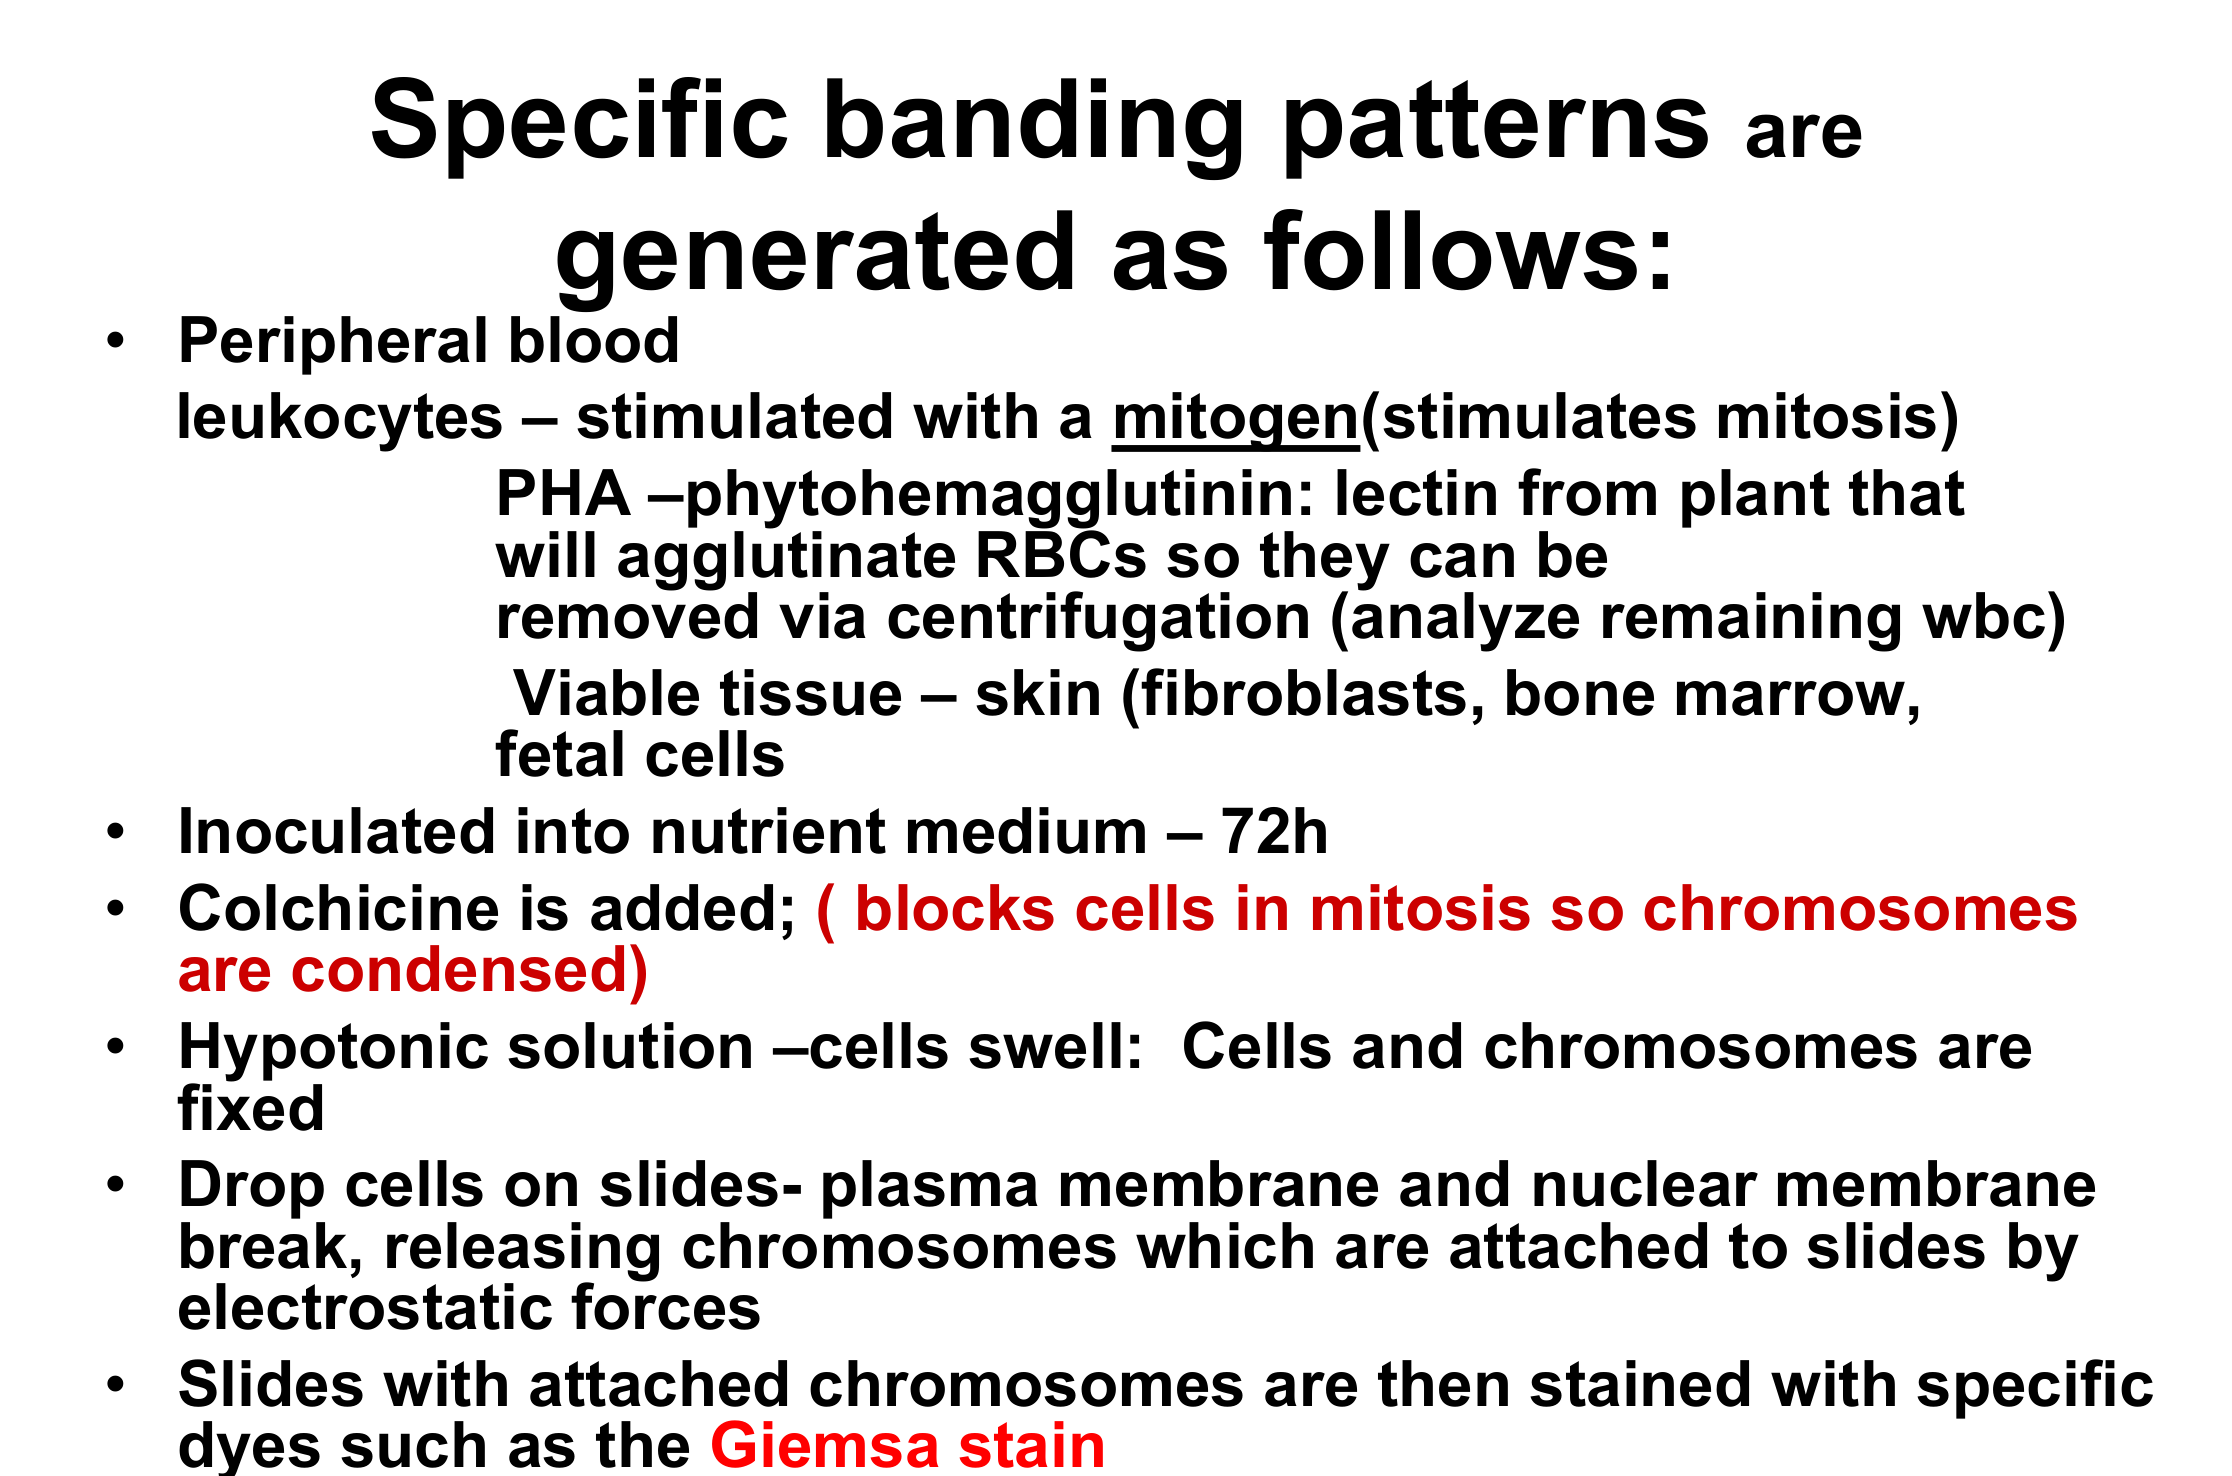 Specific banding patterns are
generated as follows:
• Peripheral blood
leukocytes – stimulated with a mitogen(stimulates mitosis)
PHA –phytohemagglutinin: lectin from plant that
will agglutinate RBCs so they can be
removed via centrifugation (analyze remaining wbc)
Viable tissue – skin (fibroblasts, bone marrow,
fetal cells
• Inoculated into nutrient medium – 72h
• Colchicine is added; ( blocks cells in mitosis so chromosomes
are condensed)
• Hypotonic solution –cells swell:  Cells and chromosomes are
fixed
• Drop cells on slides- plasma membrane and nuclear membrane
break, releasing chromosomes which are attached to slides by
electrostatic forces
• Slides with attached chromosomes are then stained with specific
dyes such as the Giemsa stain